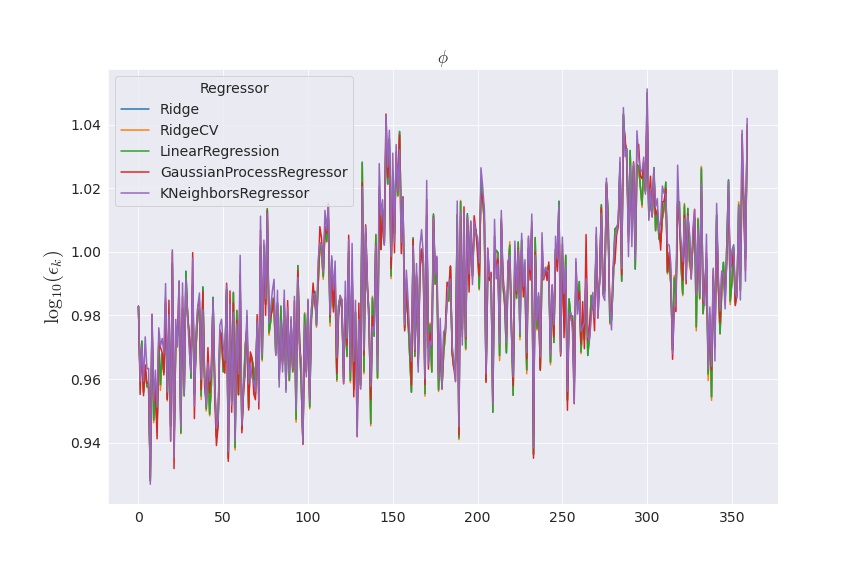 ϕ
Regressor
Ridge
RidgeCV
LinearRegression
GaussianProcessRegressor
KNeighborsRegressor
log₁₀(ϵₖ)
1.04
1.02
1.00
0.98
0.96
0.94
0 50 100 150 200 250 300 350